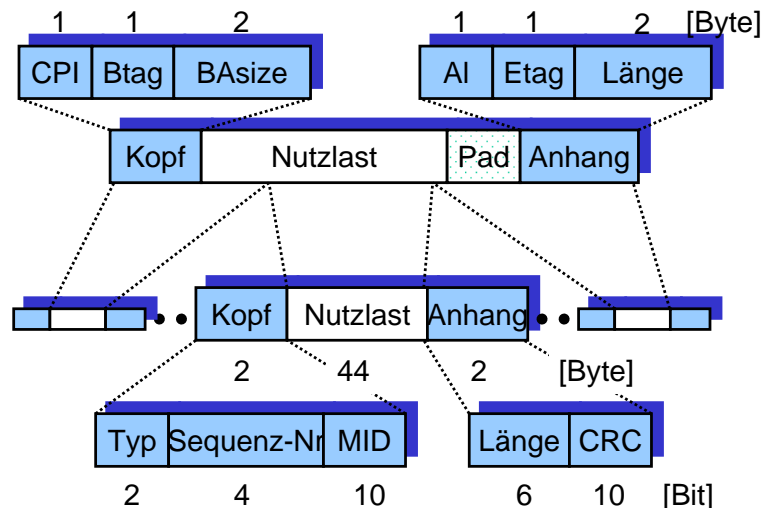 1 1 2 1 1 2 [Byte]
CPI Btag BAsize AI Etag Länge
Kopf Nutzlast Pad Anhang
Kopf Nutzlast Anhang
2 44 2 [Byte]
Typ Sequenz-Nr MID Länge CRC
2 4 10 6 10 [Bit]